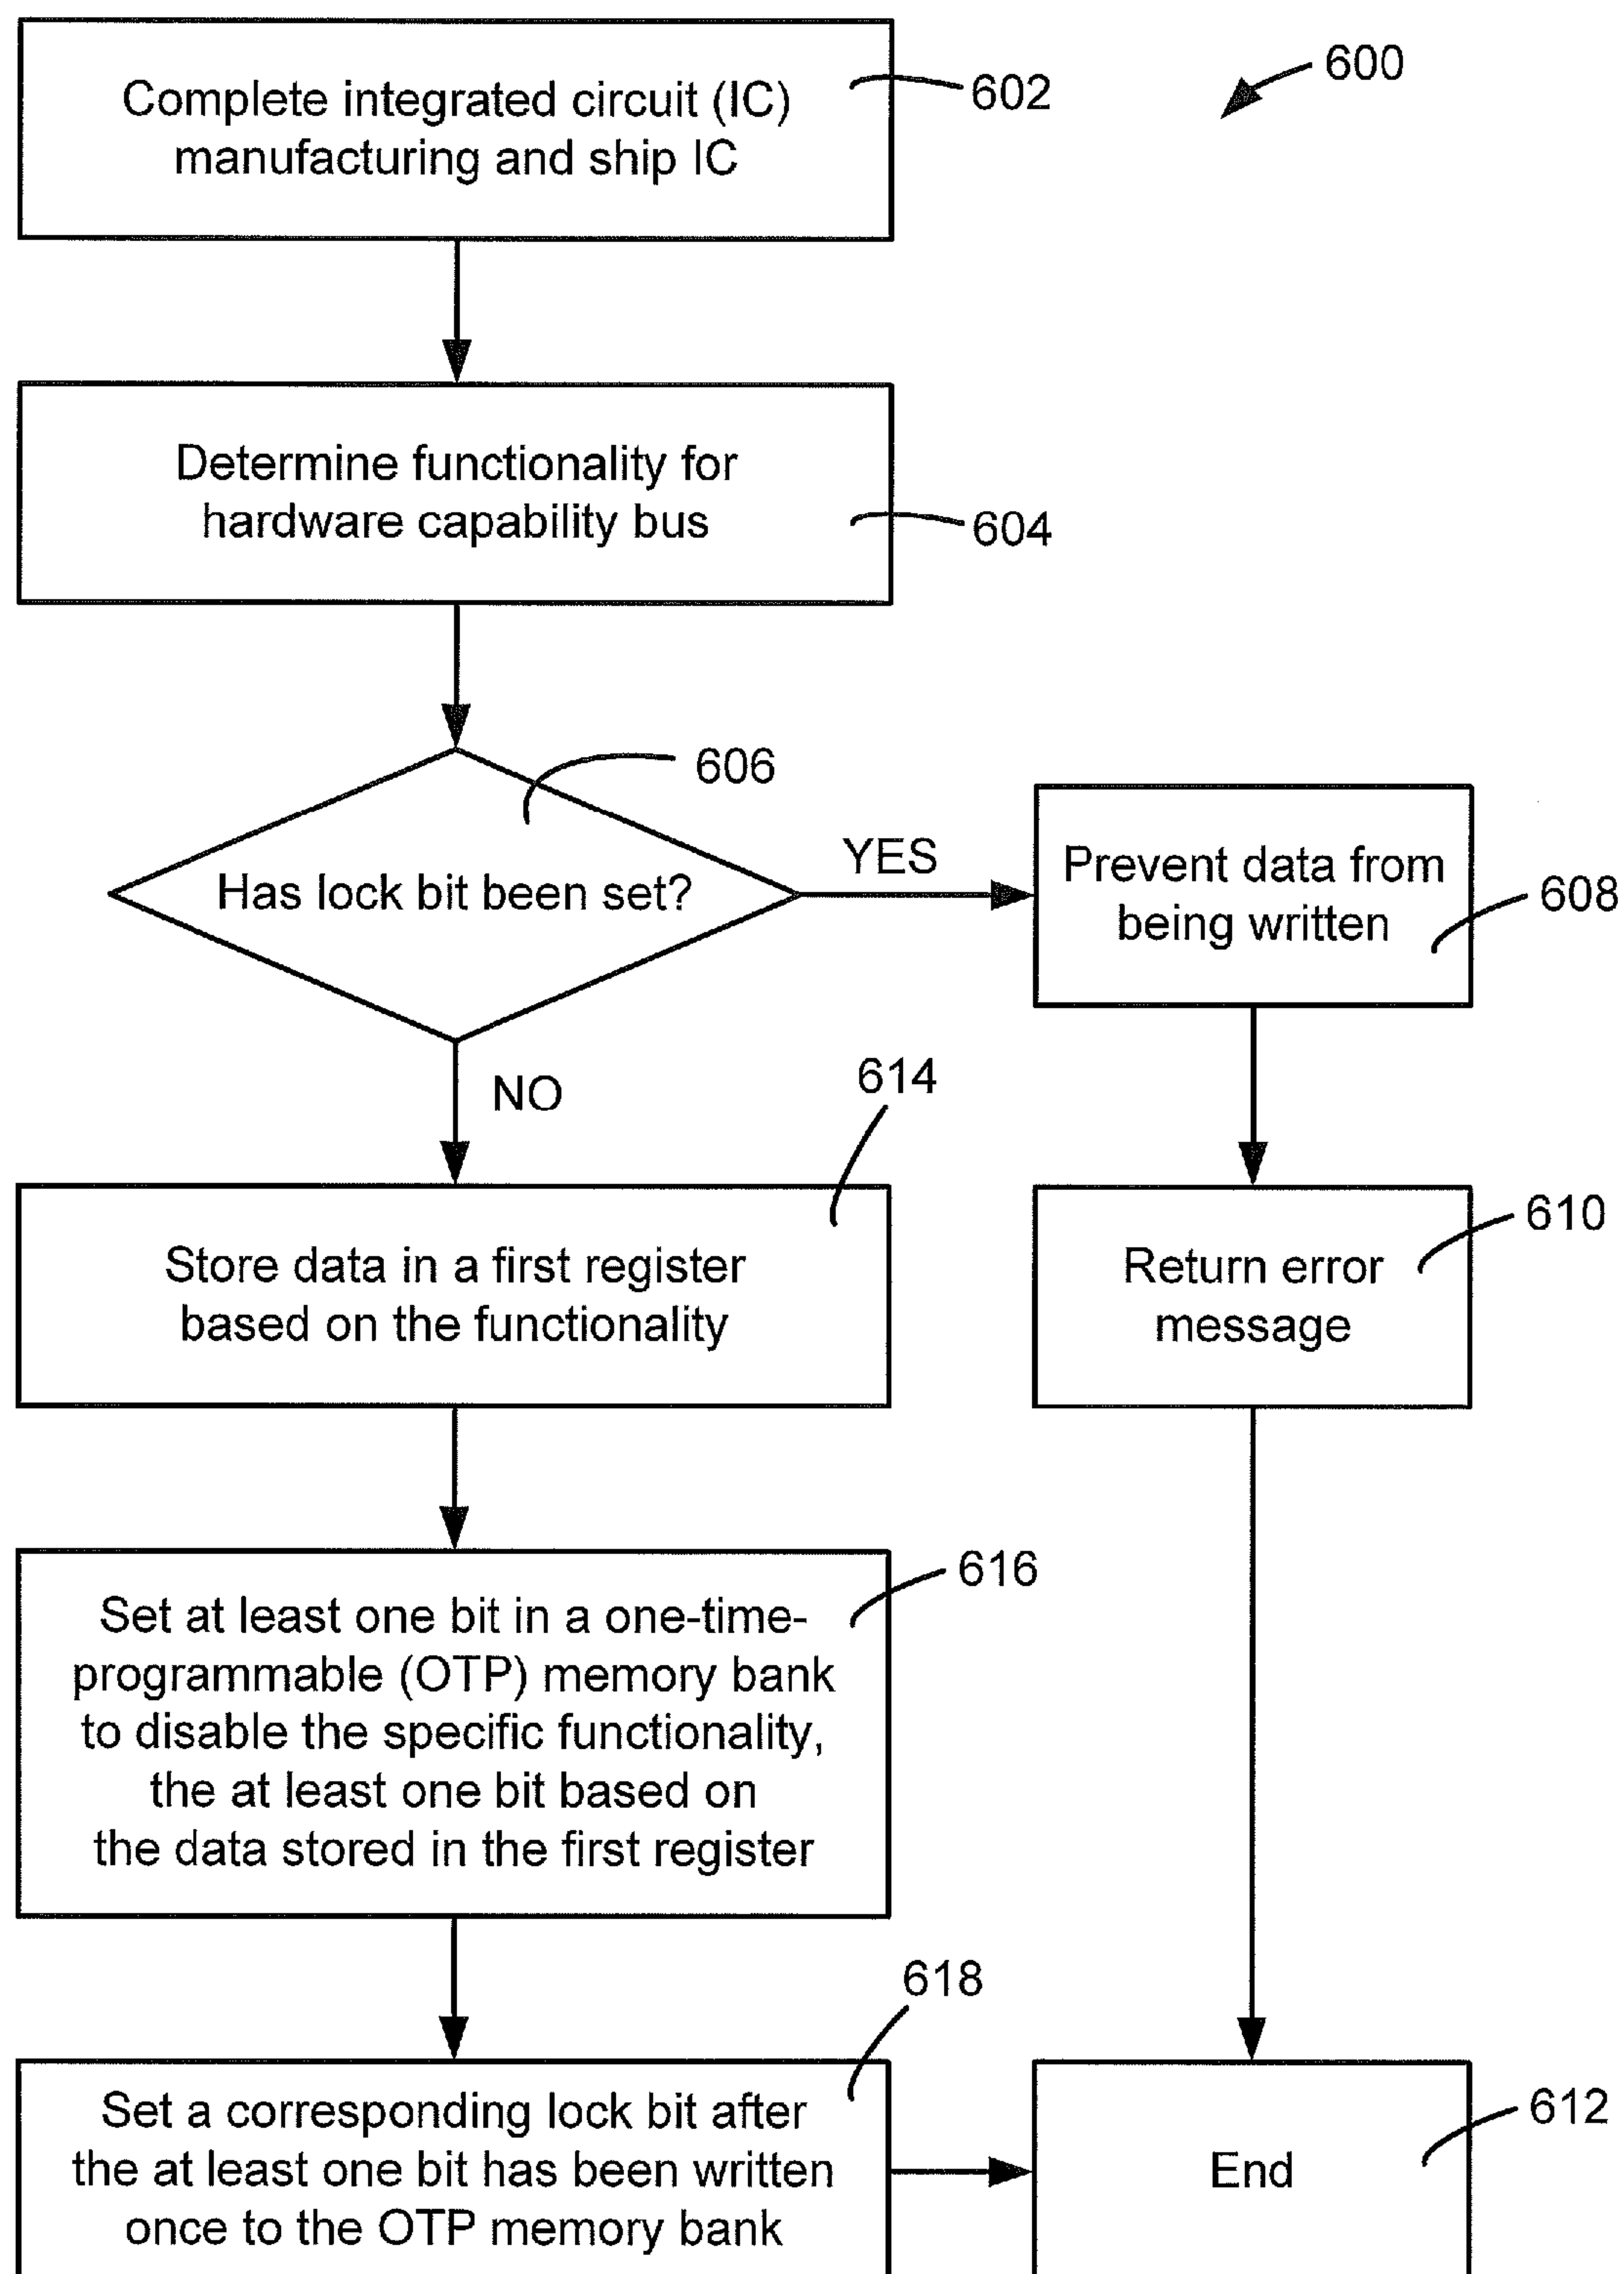 600
Complete integrated circuit (IC)
manufacturing and ship IC
602
Determine functionality for
hardware capability bus
604
606
Has lock bit been set?
YES
Prevent data from
being written
608
NO
614
Store data in a first register
based on the functionality
Return error
message
610
Set at least one bit in a one-time-
programmable (OTP) memory bank
to disable the specific functionality,
the at least one bit based on
the data stored in the first register
616
618
Set a corresponding lock bit after
the at least one bit has been written
once to the OTP memory bank
End
612